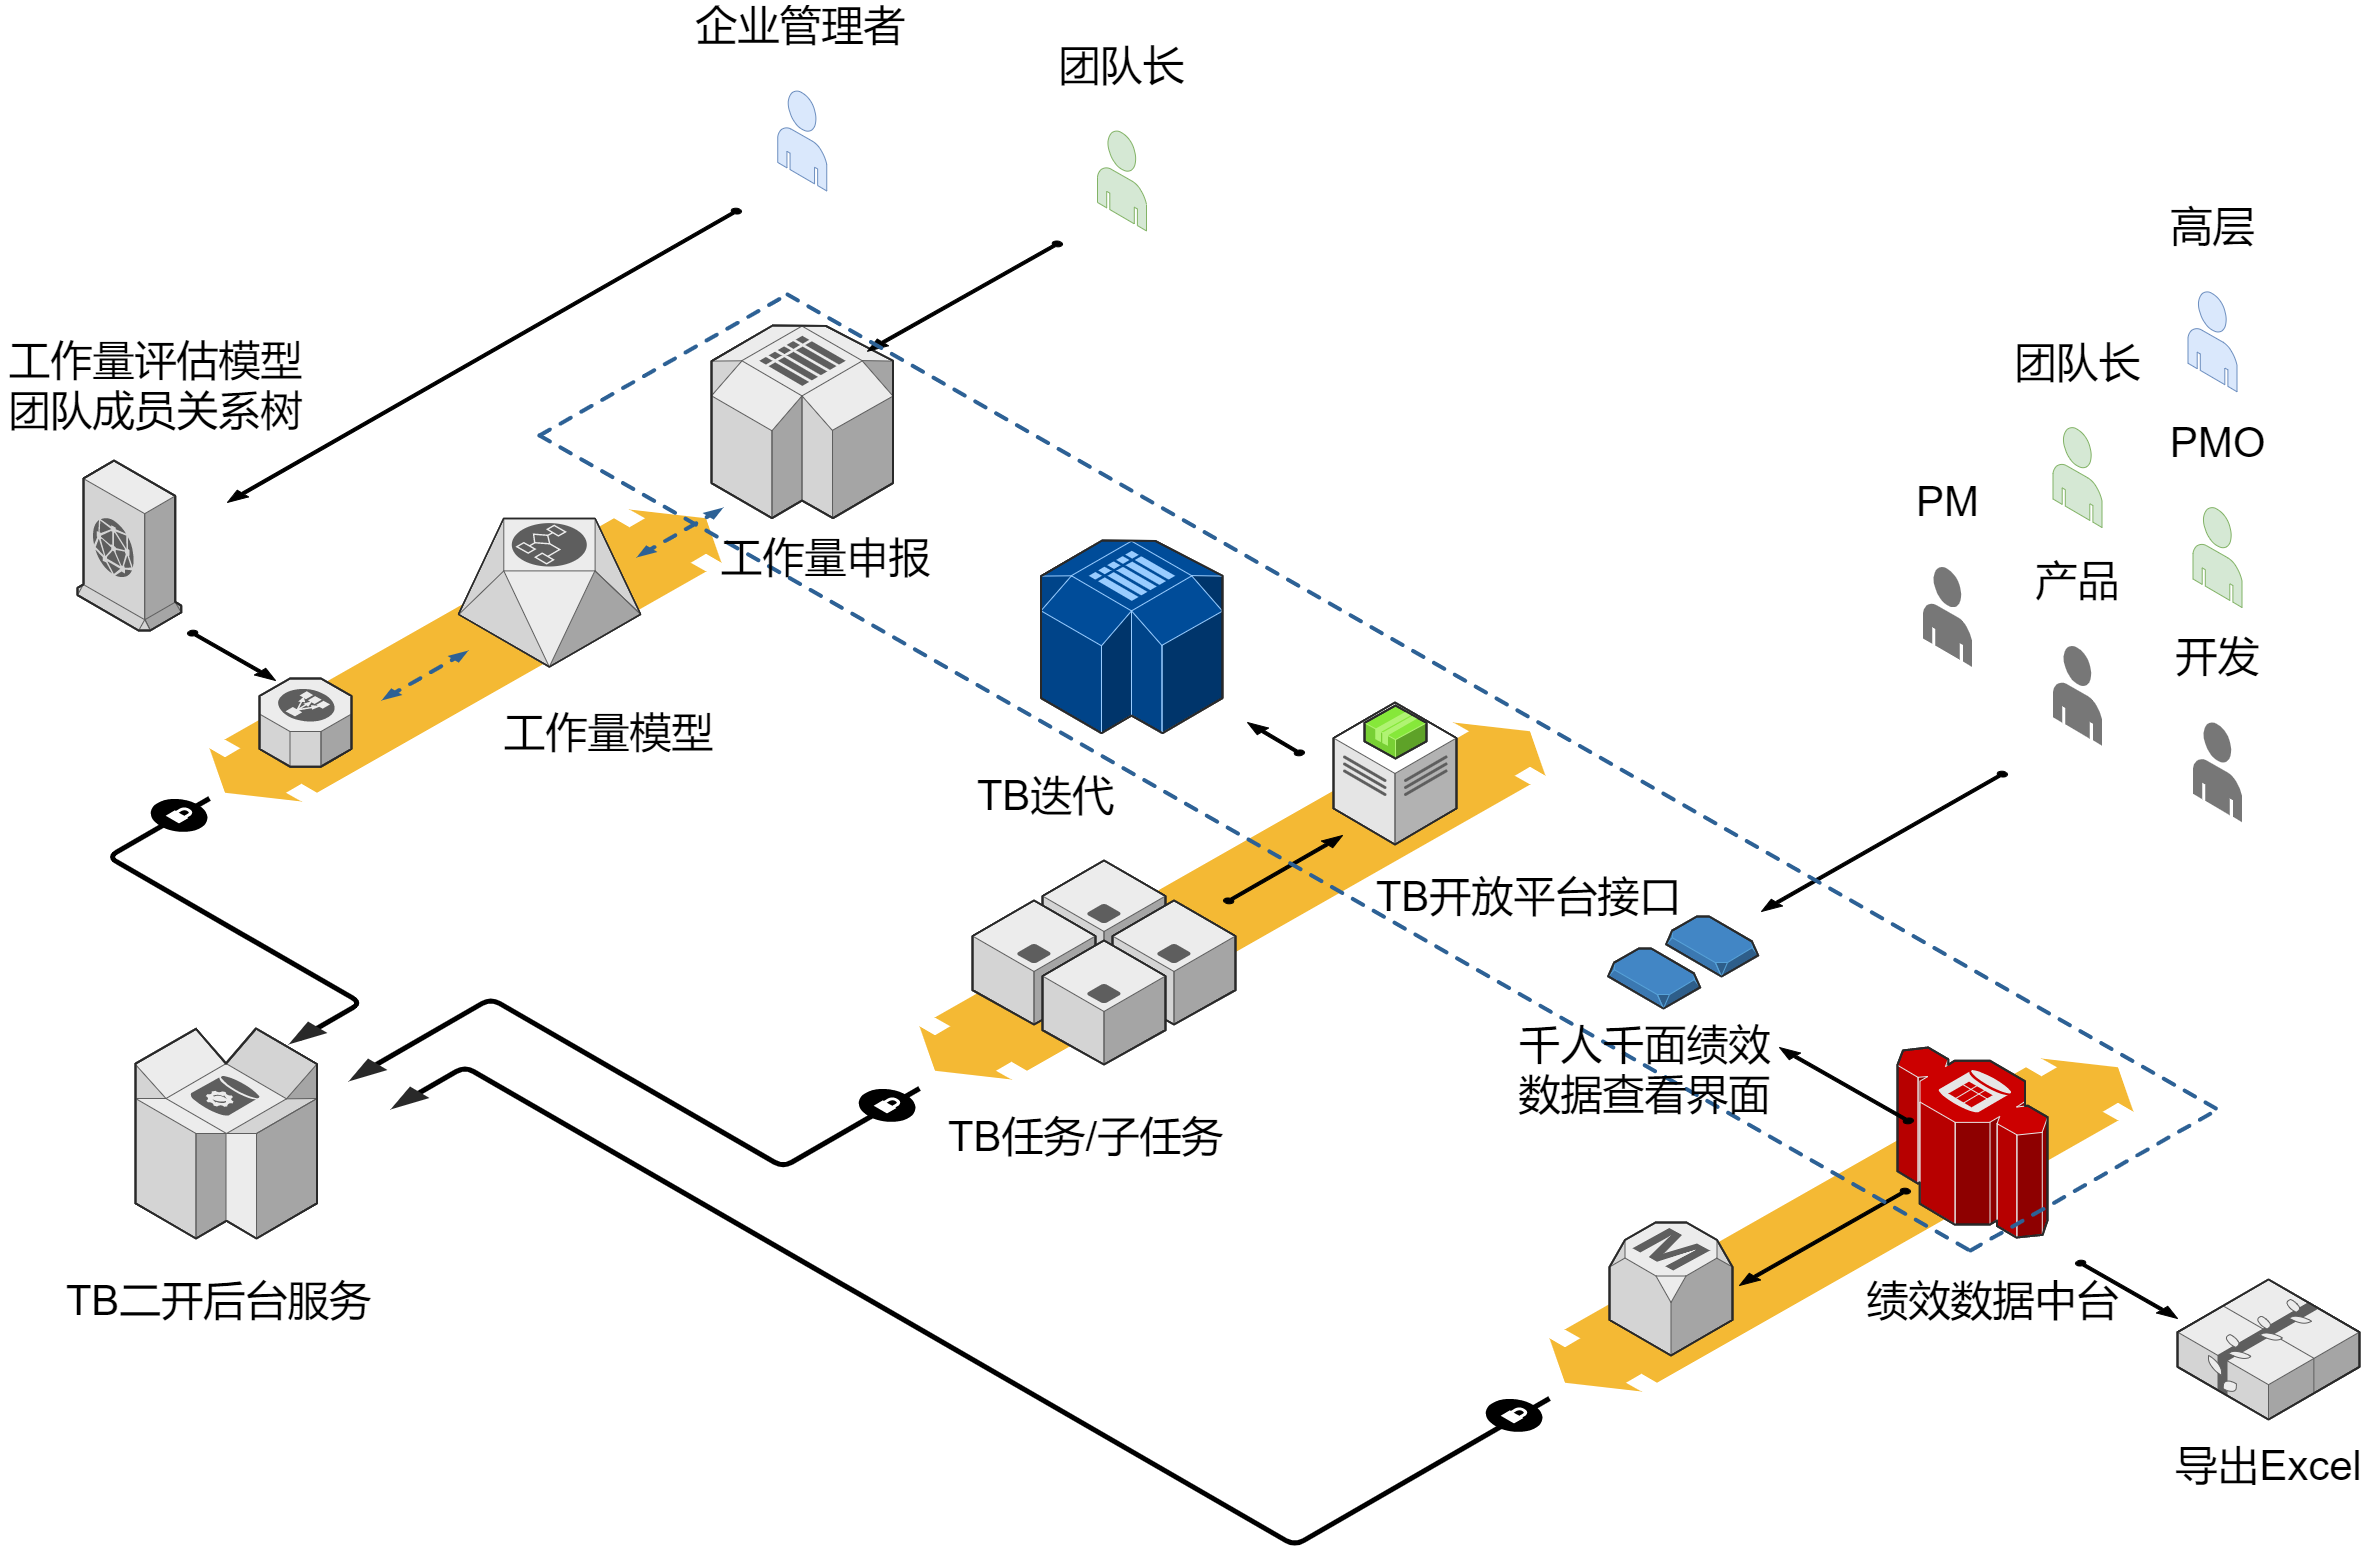 企业管理者
团队长
高层
工作量评估模型
团队成员关系树
团队长
PMO
PM
工作量申报
产品
开发
工作量模型
TB迭代
TB开放平台接口
千人千面绩效
数据查看界面
TB任务/子任务
M
TB二开后台服务
绩效数据中台
导出Excel